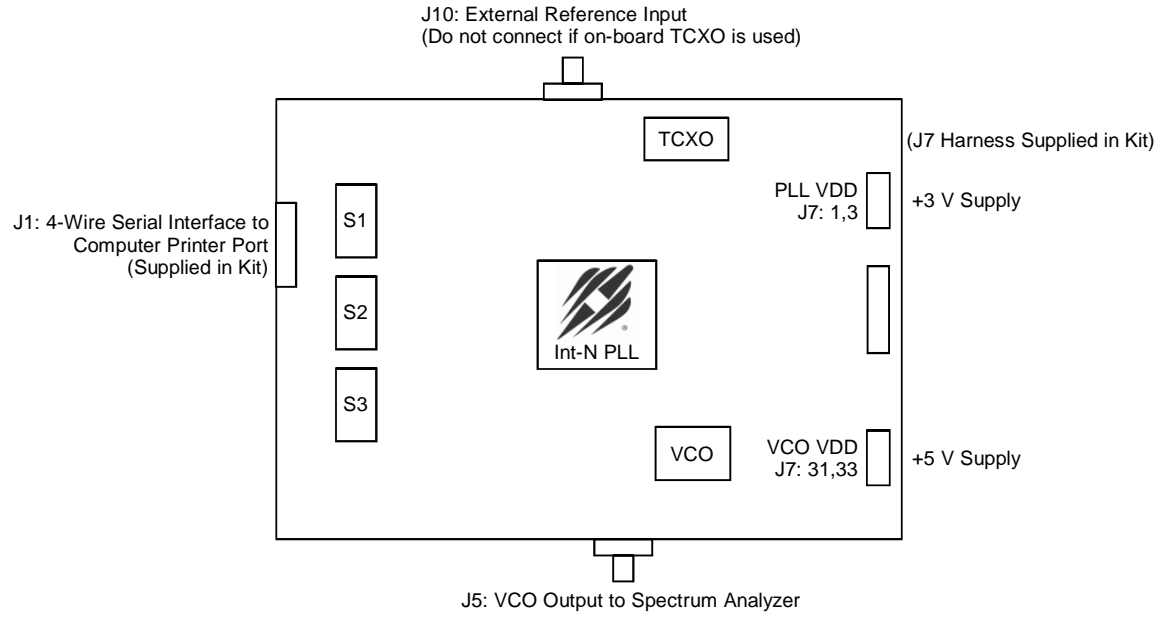 J10: External Reference Input
(Do not connect if on-board TCXO is used)
TCXO
(J7 Harness Supplied in Kit)
PLL VDD
J7: 1,3
+3 V Supply
J1: 4-Wire Serial Interface to
Computer Printer Port
(Supplied in Kit)
S1
S2
S3
Int-N PLL
VCO
VCO VDD
J7: 31,33
+5 V Supply
J5: VCO Output to Spectrum Analyzer